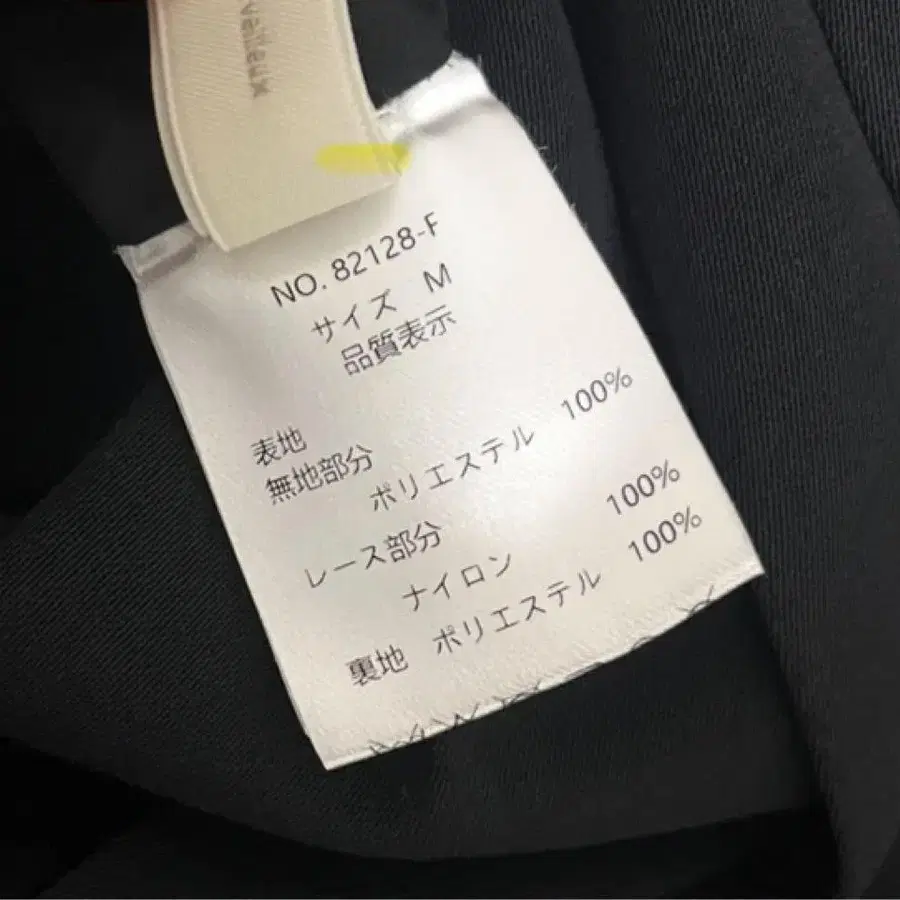 NO. 82128-F
サイズ M
品質表示
表地
無地部分
ポリエステル 100%
レース部分
ナイロン 100%
裏地 ポリエステル 100%